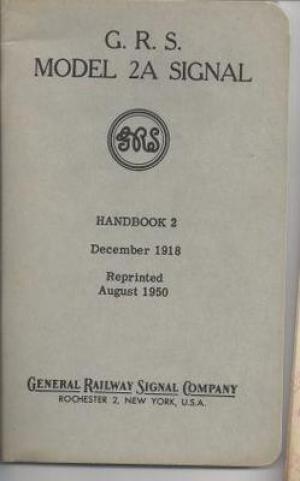 G. R. S.
MODEL 2A SIGNAL
GRS
HANDBOOK 2
December 1918
Reprinted
August 1950
GENERAL RAILWAY SIGNAL COMPANY
ROCHESTER 2, NEW YORK, U.S.A.